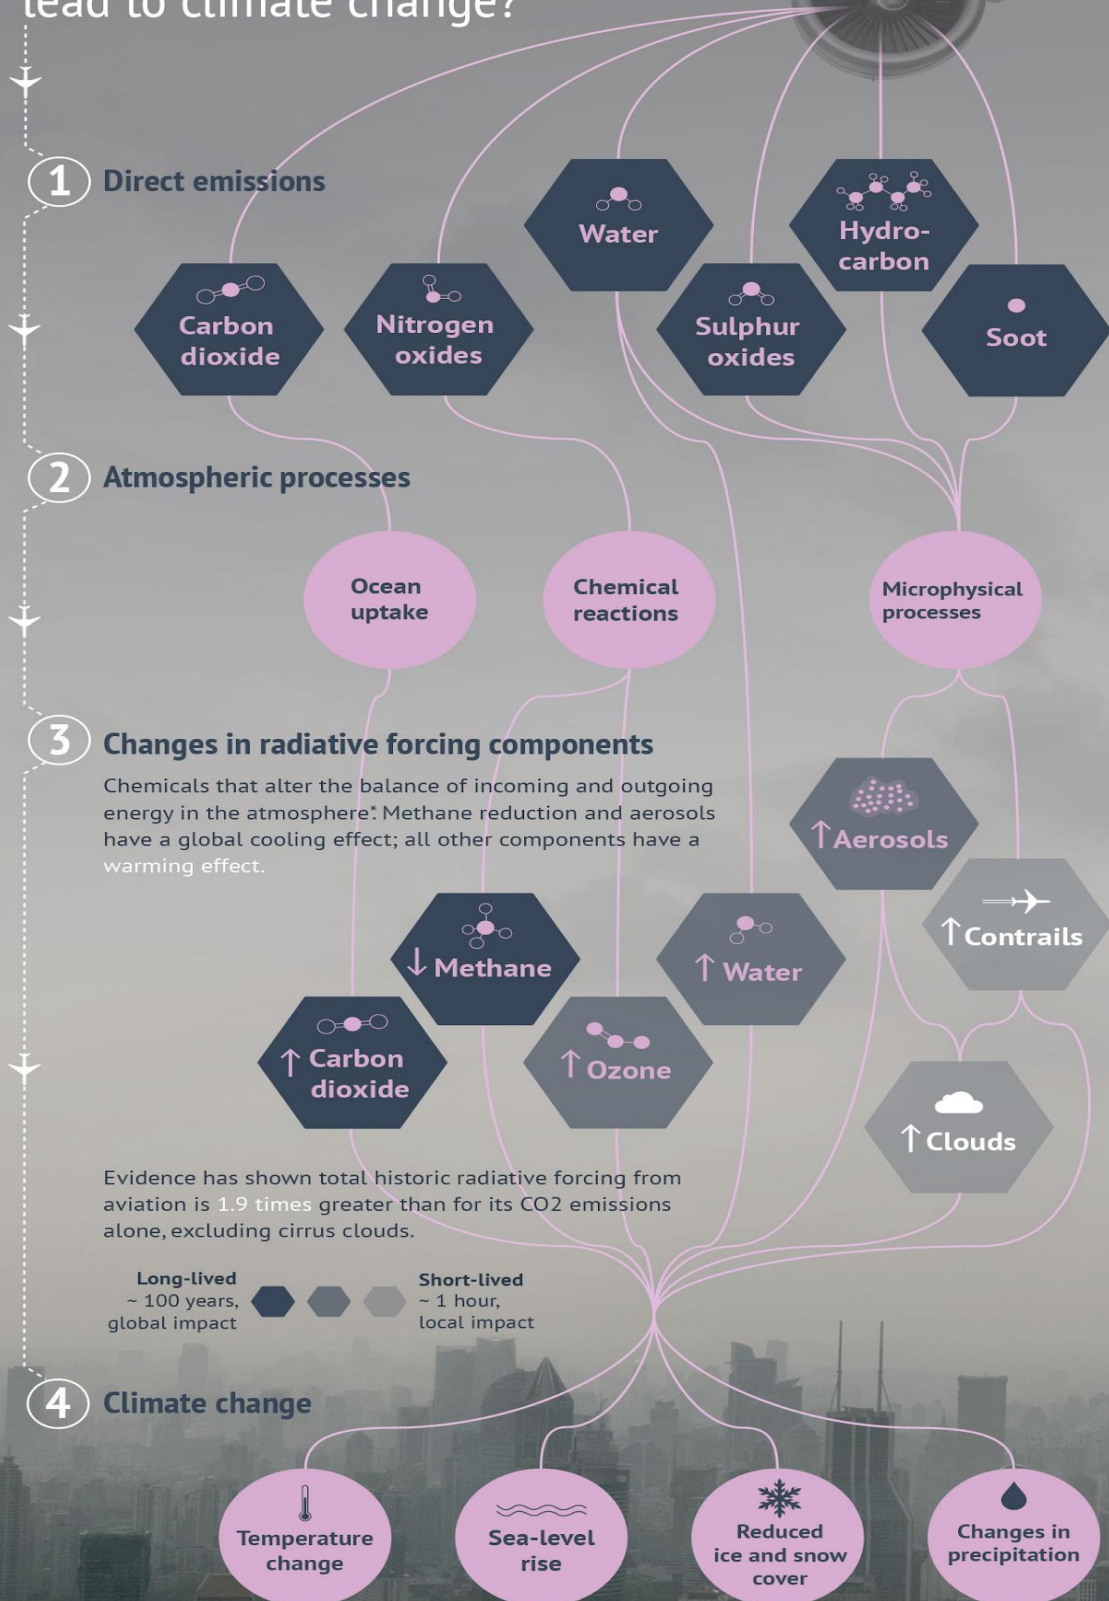 lead to climate change?
1 Direct emissions
Water
Hydro-
carbon
Carbon
dioxide
Nitrogen
oxides
Sulphur
oxides
Soot
2 Atmospheric processes
Ocean
uptake
Chemical
reactions
Microphysical
processes
3 Changes in radiative forcing components
Chemicals that alter the balance of incoming and outgoing
energy in the atmosphere*. Methane reduction and aerosols
have a global cooling effect; all other components have a
warming effect.
↑Aerosols
↑Contrails
↓Methane
↑Water
↑Carbon
dioxide
↑Ozone
↑Clouds
Evidence has shown total historic radiative forcing from
aviation is 1.9 times greater than for its CO2 emissions
alone, excluding cirrus clouds.
Long-lived
~ 100 years,
global impact
Short-lived
~ 1 hour,
local impact
4 Climate change
Temperature
change
Sea-level
rise
Reduced
ice and snow
cover
Changes in
precipitation